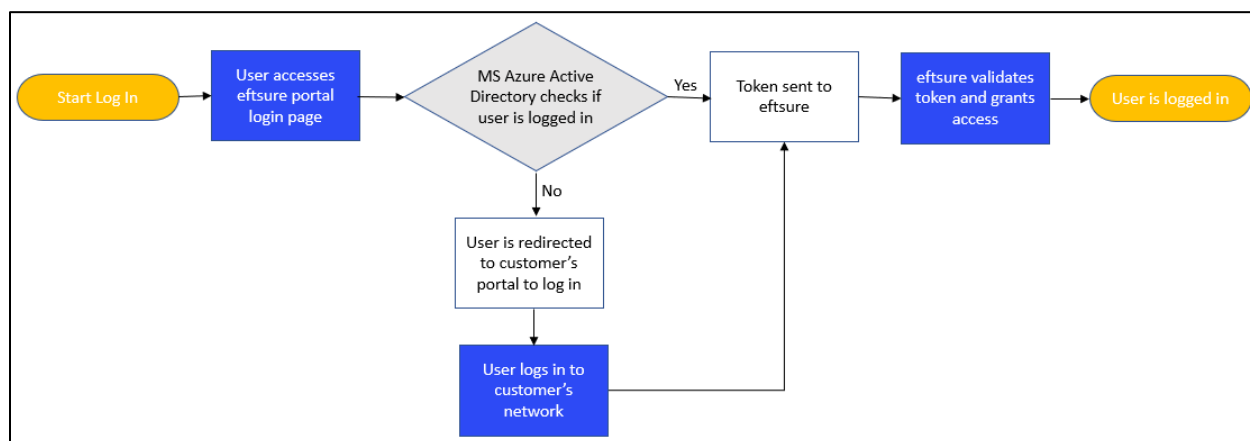 Start Log In
User accesses
eftsure portal
login page
MS Azure Active
Directory checks if
user is logged in
Yes
Token sent to
eftsure
eftsure validates
token and grants
access
User is logged in
No
User is redirected
to customer’s
portal to log in
User logs in to
customer’s
network